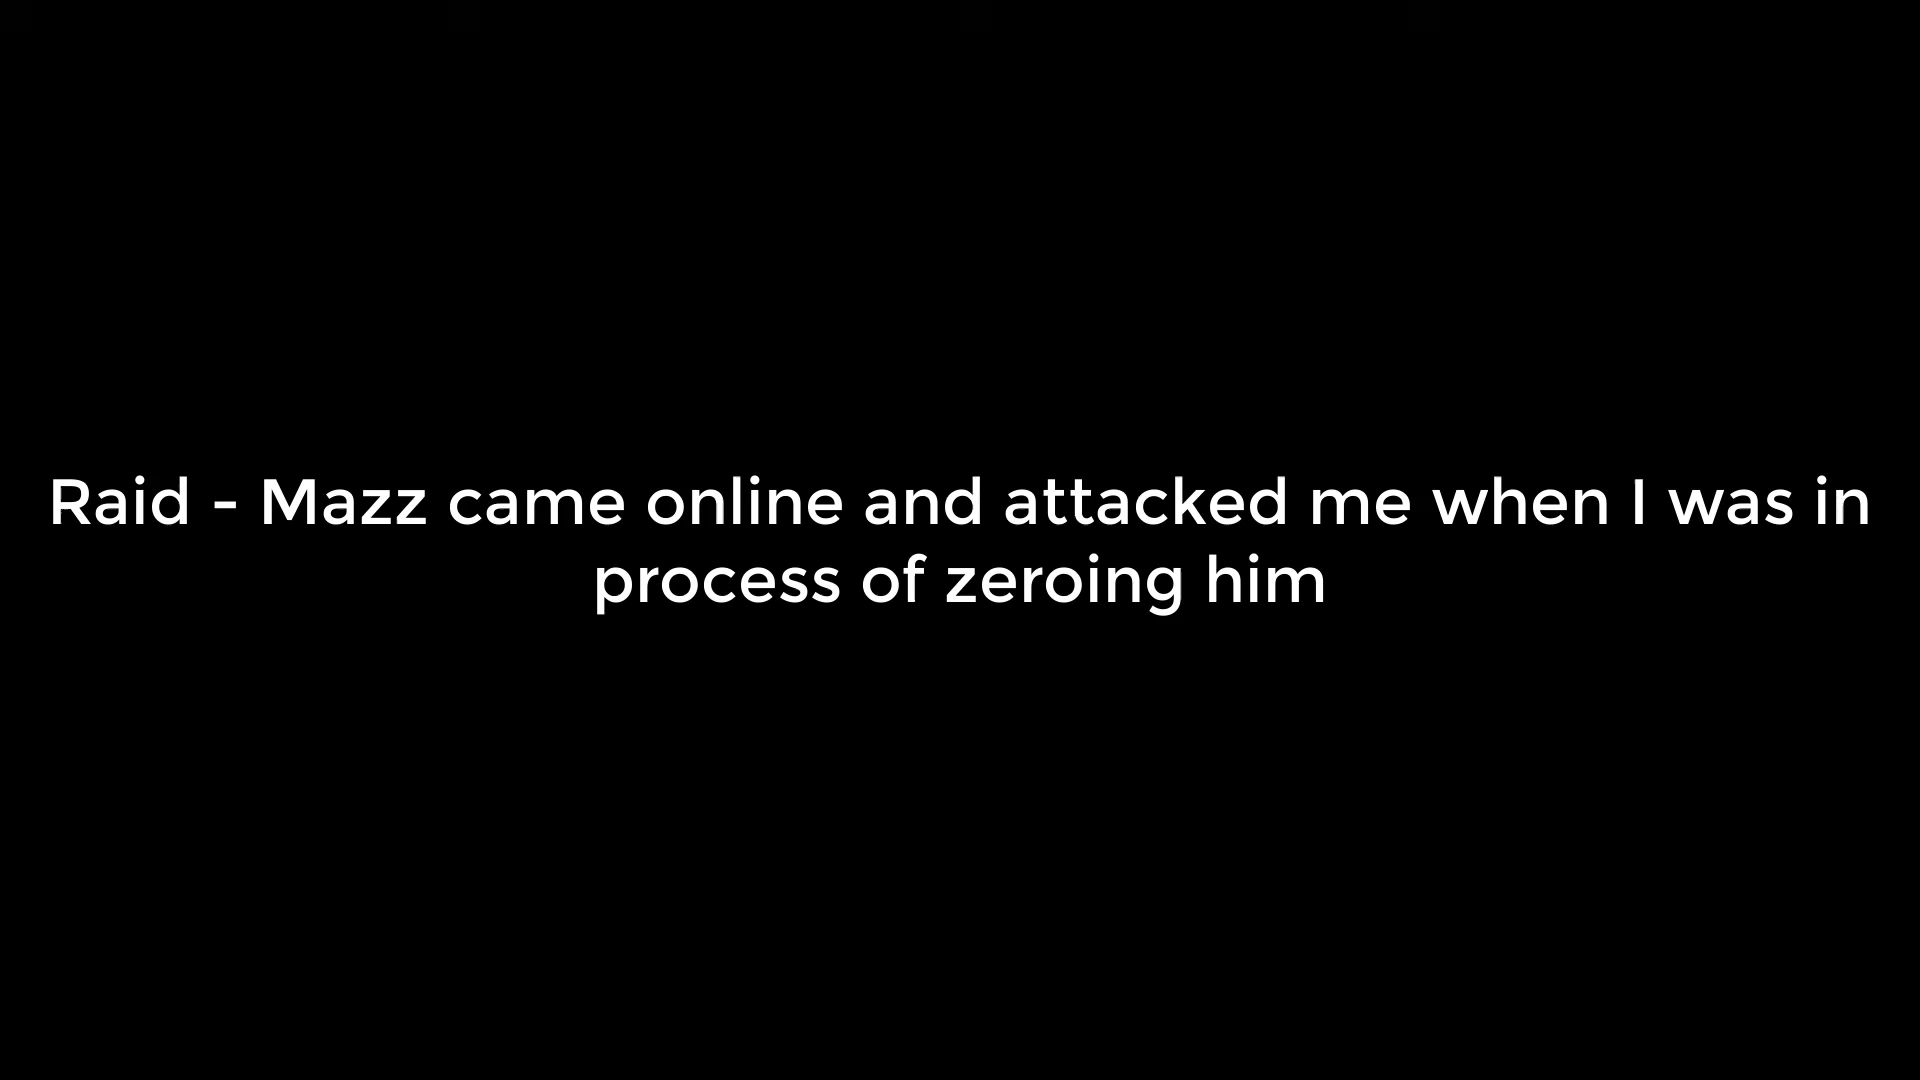 Raid - Mazz came online and attacked me when I was in
process of zeroing him